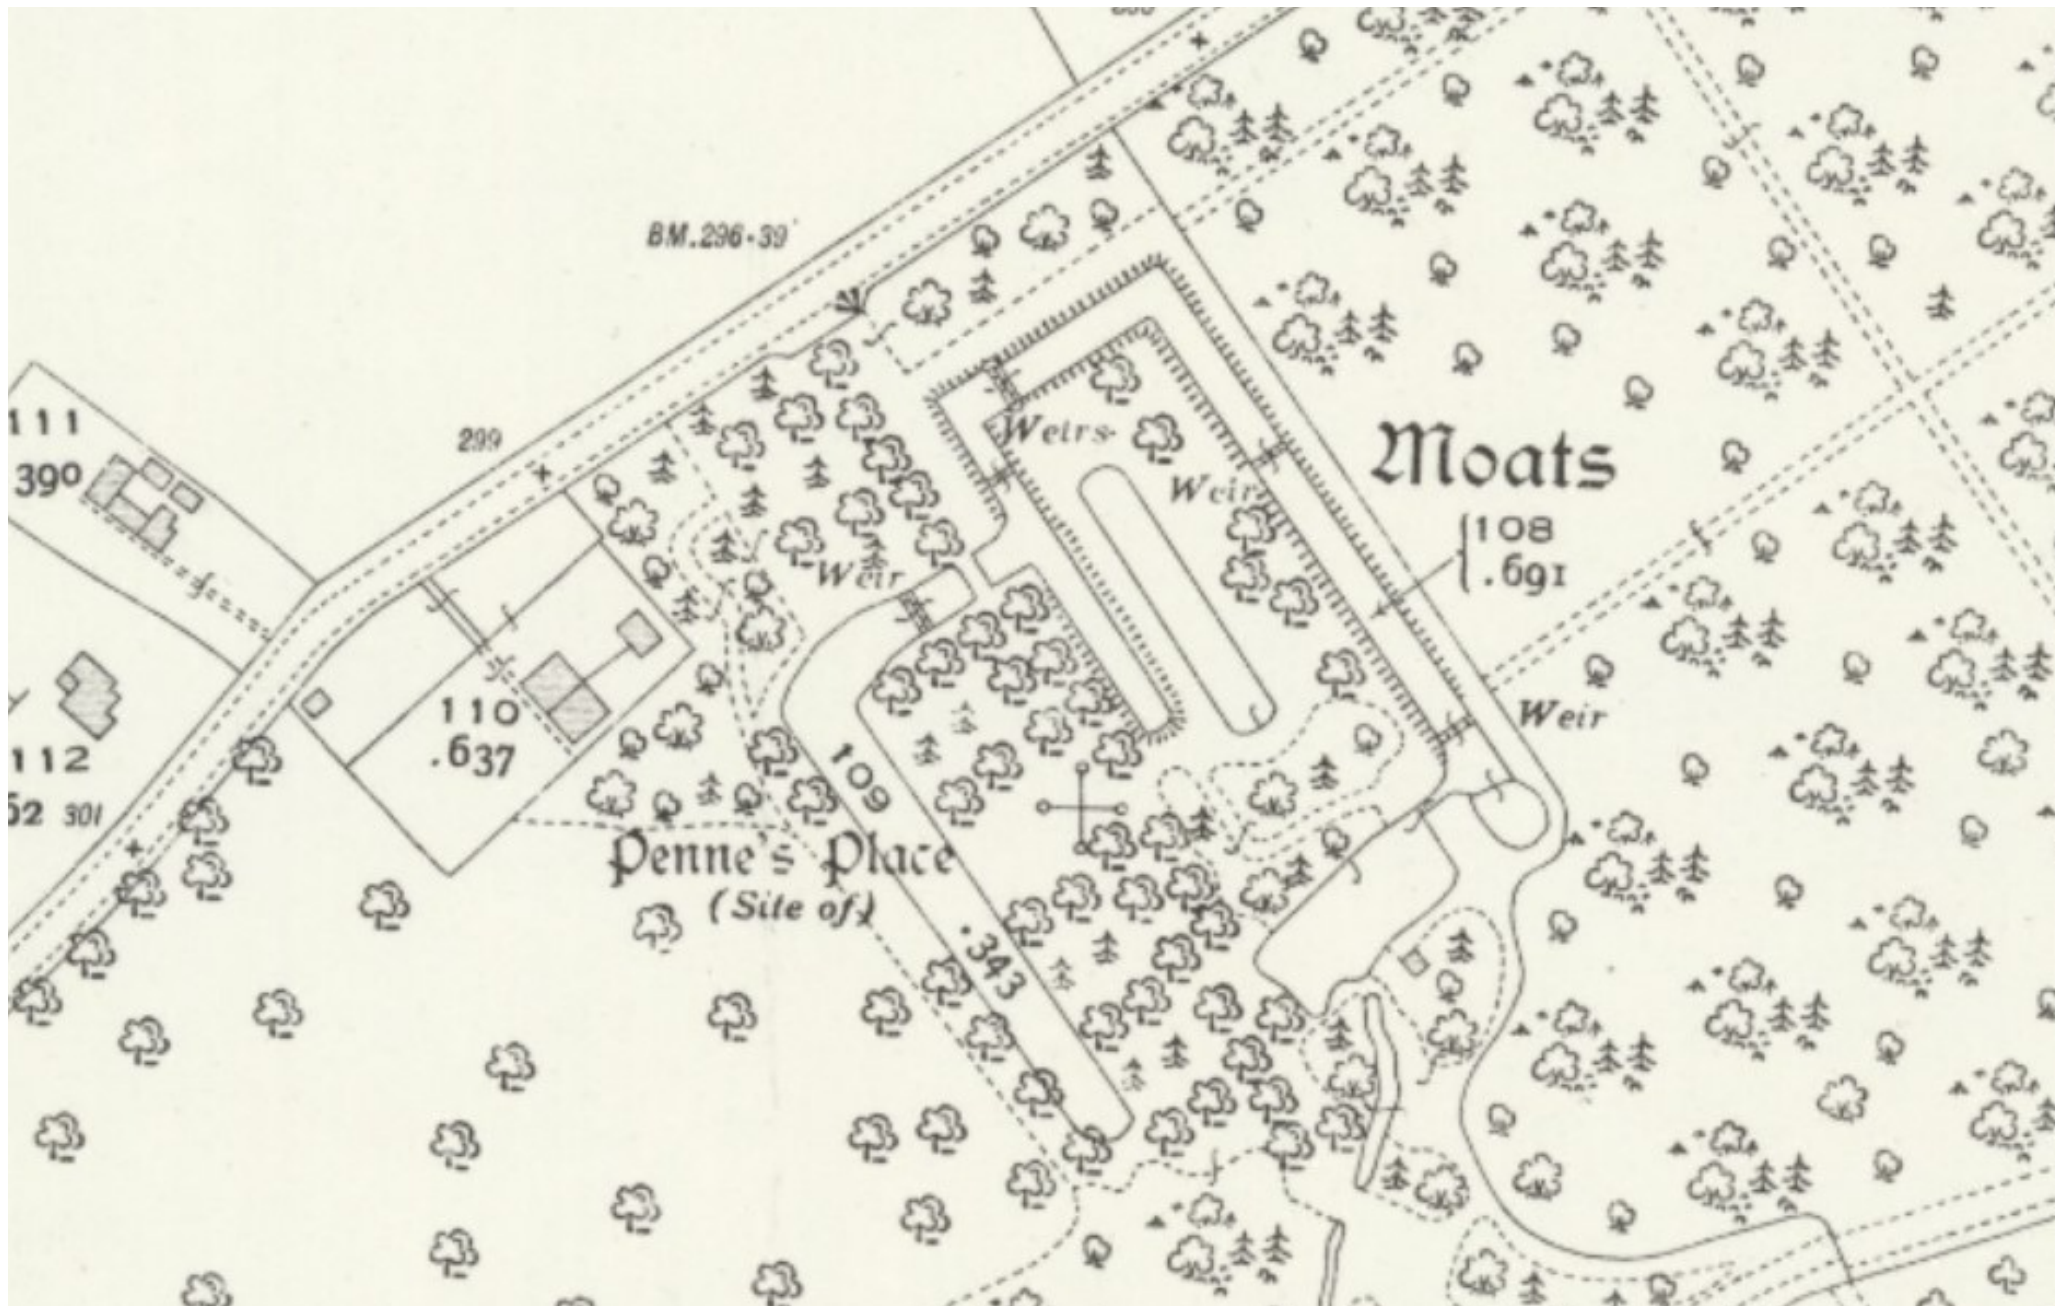 BM.296·39
299
111
.390
Weirs
Moats
Weir
108
.691
Weir
110
.637
Weir
112
301
109
.343
Penne's Place
(Site of)